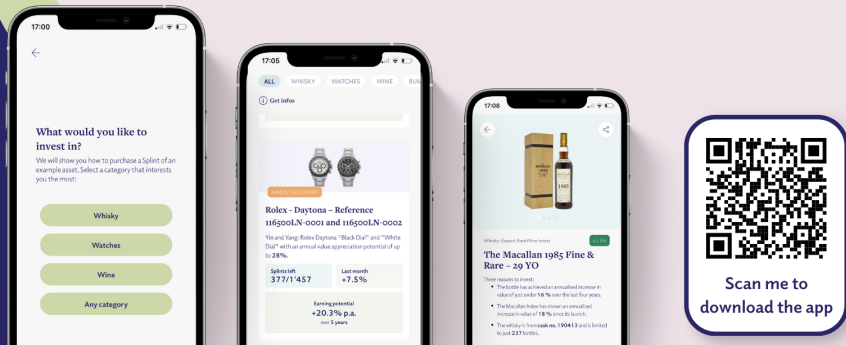 17:00
What would you like to
invest in?
We will show you how to purchase a Splint of an
example asset. Select a category that interests
you the most:
Whisky
Watches
Wine
Any category
17:05
ALL WHISKY WATCHES WINE RUM
Get infos
ALMOST SOLD OUT!
Rolex - Daytona – Reference
116500LN-0001 and 116500LN-0002
Yin and Yang: Rolex Daytona "Black Dial" and "White
Dial" with an annual value appreciation potential of up
to 28%.
Splints left
377/1'457
Last month
+7.5%
Earning potential
+20.3% p.a.
over 5 years
17:08
1985
Whisky · Expert: RareWine Invest
The Macallan 1985 Fine &
Rare – 29 YO
Three reasons to invest:
• The bottle has achieved an annualised increase in
value of just under 16 % over the last four years.
• The Macallan Index has shown an annualised
increase in value of 18 % since its launch.
• The whisky is from cask no. 190413 and is limited
to just 237 bottles.
Scan me to
download the app